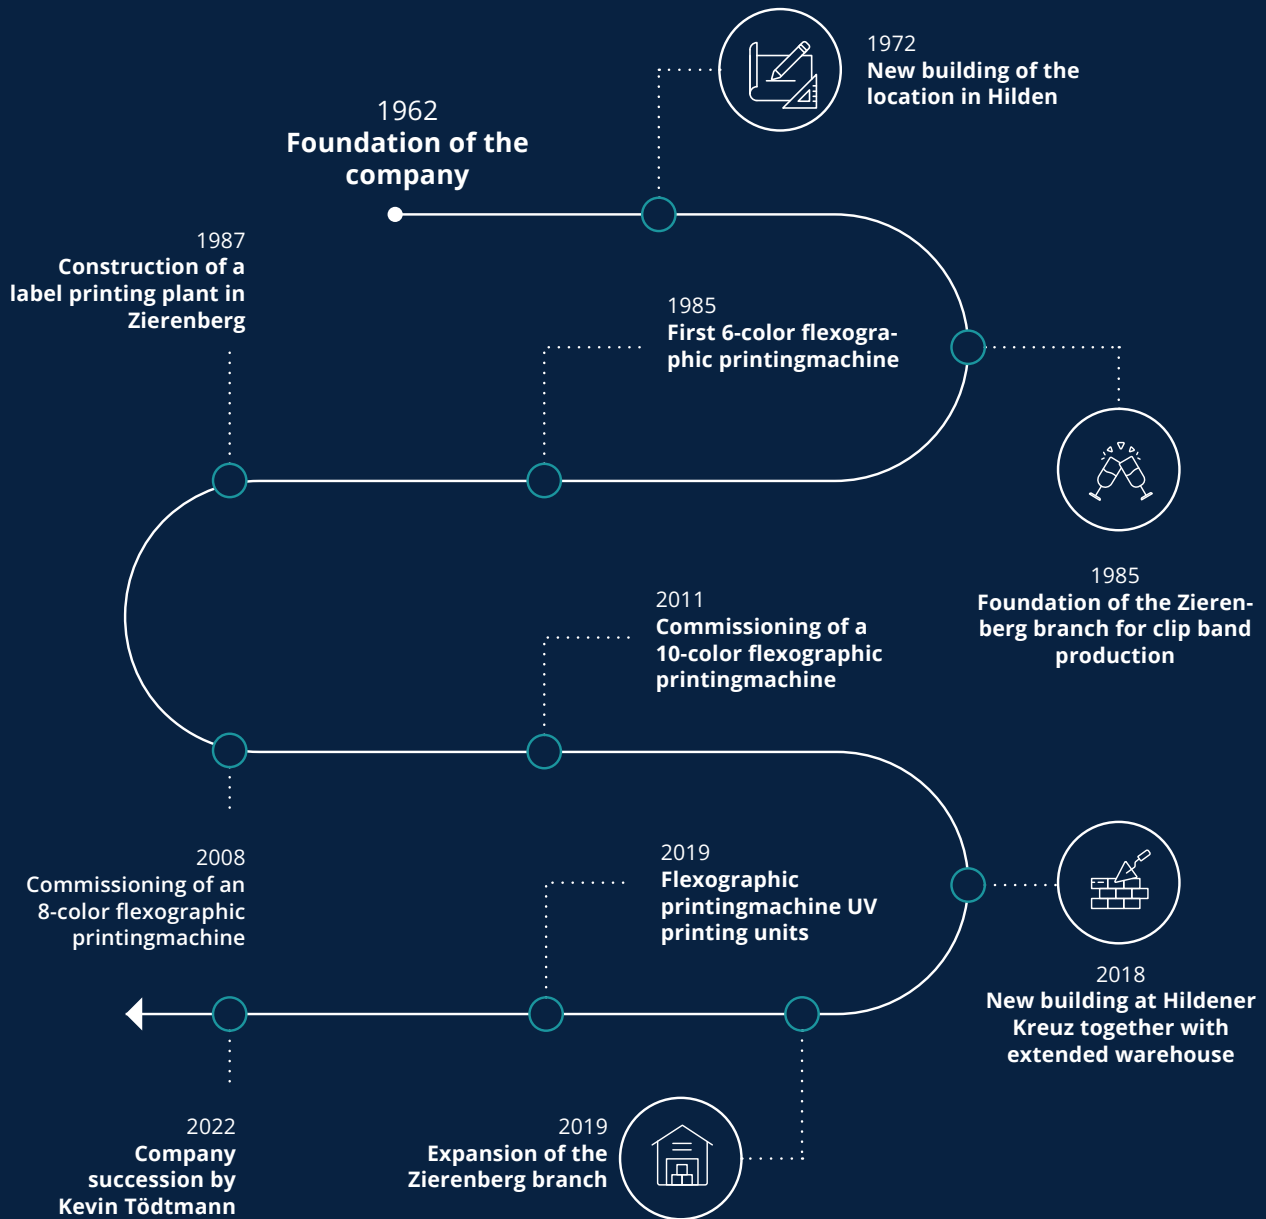 1962
Foundation of the
company
1972
New building of the
location in Hilden
1985
Foundation of the Zieren-
berg branch for clip band
production
1985
First 6-color flexogra-
phic printingmachine
1987
Construction of a
label printing plant in
Zierenberg
2008
Commissioning of an
8-color flexographic
printingmachine
2011
Commissioning of a
10-color flexographic
printingmachine
2018
New building at Hildener
Kreuz together with
extended warehouse
2019
Expansion of the
Zierenberg branch
2019
Flexographic
printingmachine UV
printing units
2022
Company
succession by
Kevin Tödtmann